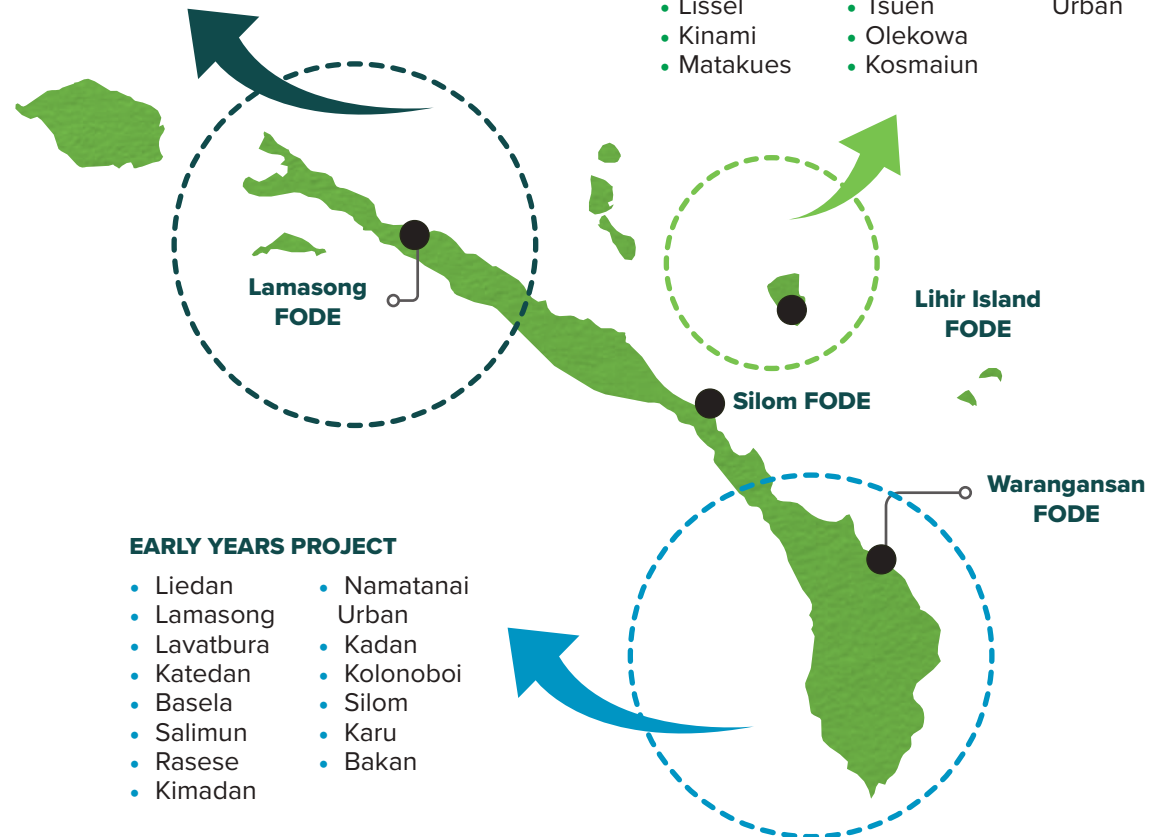 • Lissel
• Kinami
• Matakues
• Tsuen
• Olekowa
• Kosmaiun
Urban
Lamasong
FODE
Lihir Island
FODE
Silom FODE
Warangansan
FODE
EARLY YEARS PROJECT
• Liedan
• Lamasong
• Lavatbura
• Katedan
• Basela
• Salimun
• Rasese
• Kimadan
• Namatanai
Urban
• Kadan
• Kolonoboi
• Silom
• Karu
• Bakan